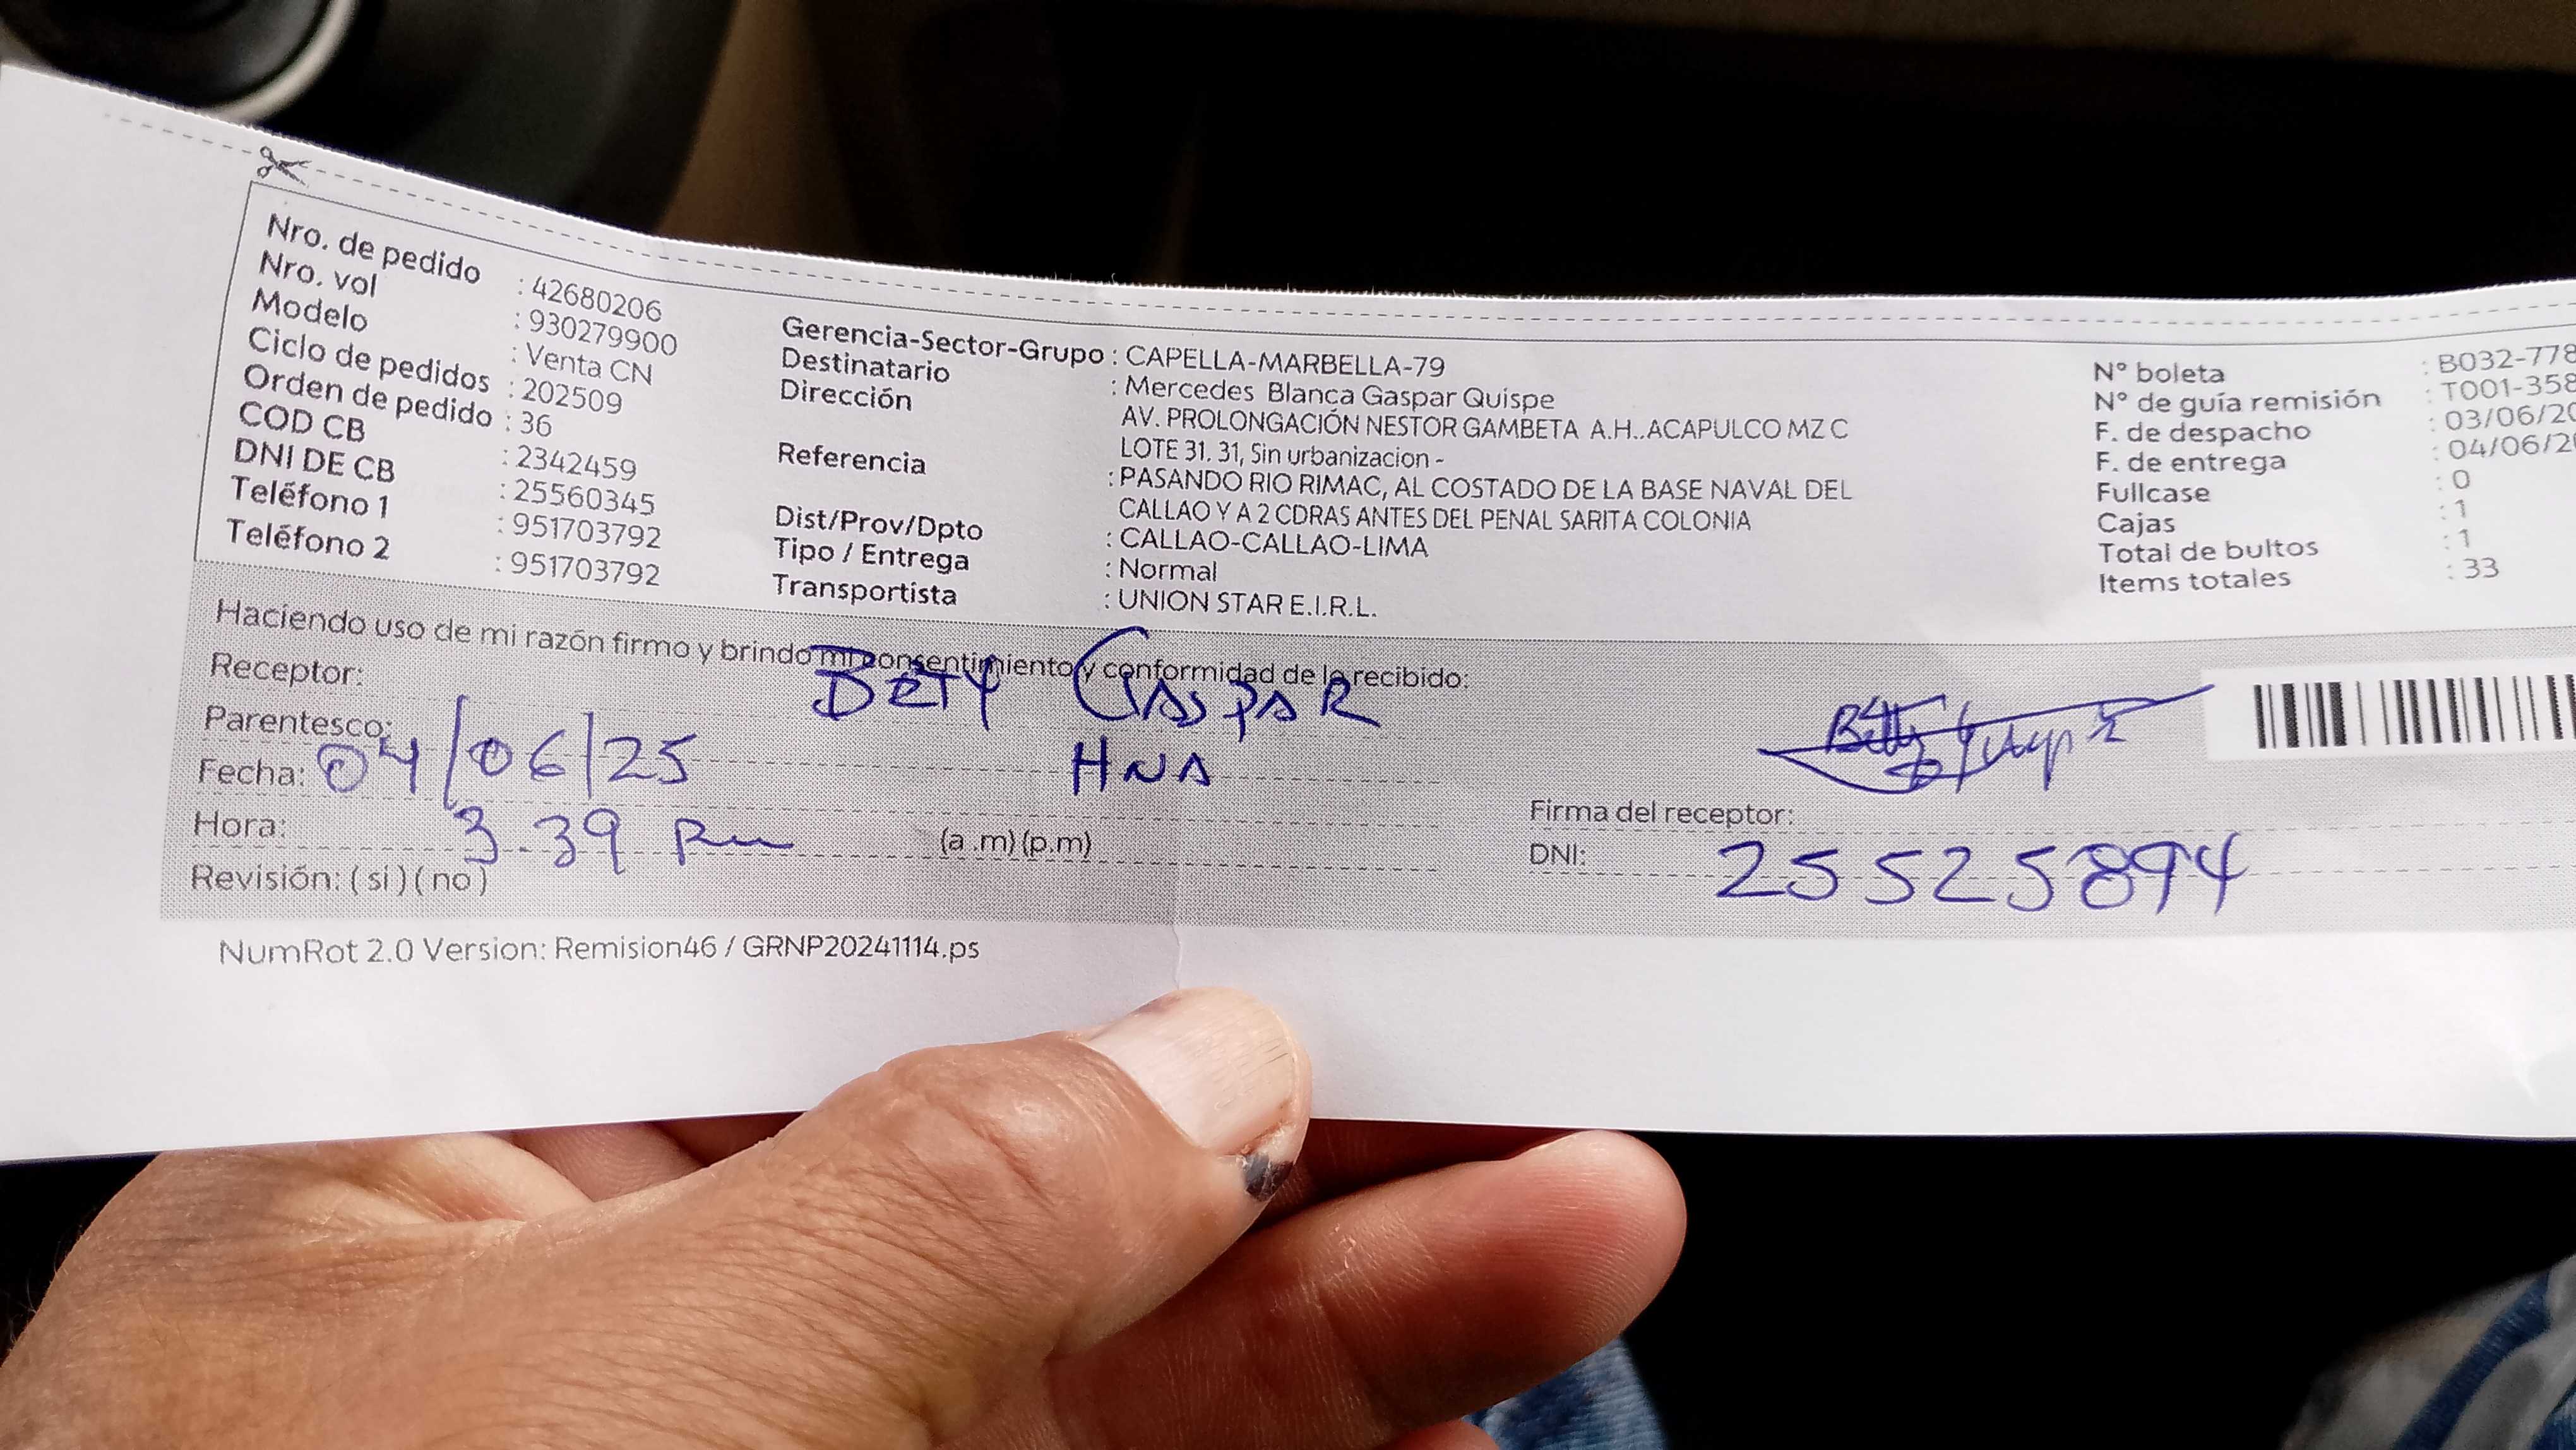 Nro. de pedido : 42680206
Nro. vol : 930279900
Modelo : Venta CN
Ciclo de pedidos : 202509
Orden de pedido : 36
COD CB : 2342459
DNI DE CB : 25560345
Teléfono 1 : 951703792
Teléfono 2 : 951703792
Gerencia-Sector-Grupo : CAPELLA-MARBELLA-79
Destinatario : Mercedes Blanca Gaspar Quispe
Dirección AV. PROLONGACIÓN NESTOR GAMBETA A.H..ACAPULCO MZ C
LOTE 31. 31, Sin urbanizacion -
Referencia : PASANDO RIO RIMAC, AL COSTADO DE LA BASE NAVAL DEL
CALLAO Y A 2 CDRAS ANTES DEL PENAL SARITA COLONIA
Dist/Prov/Dpto : CALLAO-CALLAO-LIMA
Tipo / Entrega : Normal
Transportista : UNION STAR E.I.R.L.
N° boleta : B032-778
N° de guía remisión : T001-358
F. de despacho : 03/06/20
F. de entrega : 04/06/2
Fullcase : 0
Cajas : 1
Total de bultos : 1
Items totales : 33
Haciendo uso de mi razón firmo y brindo mi consentimiento y conformidad de lo recibido:
Receptor: BETY GASPAR
Parentesco: HNA
Fecha: 04/06/25
Hora: 3.39 Pm (a .m) (p.m)
Revisión: ( si ) ( no )
Firma del receptor:
DNI: 25525894
NumRot 2.0 Version: Remision46 / GRNP20241114.ps